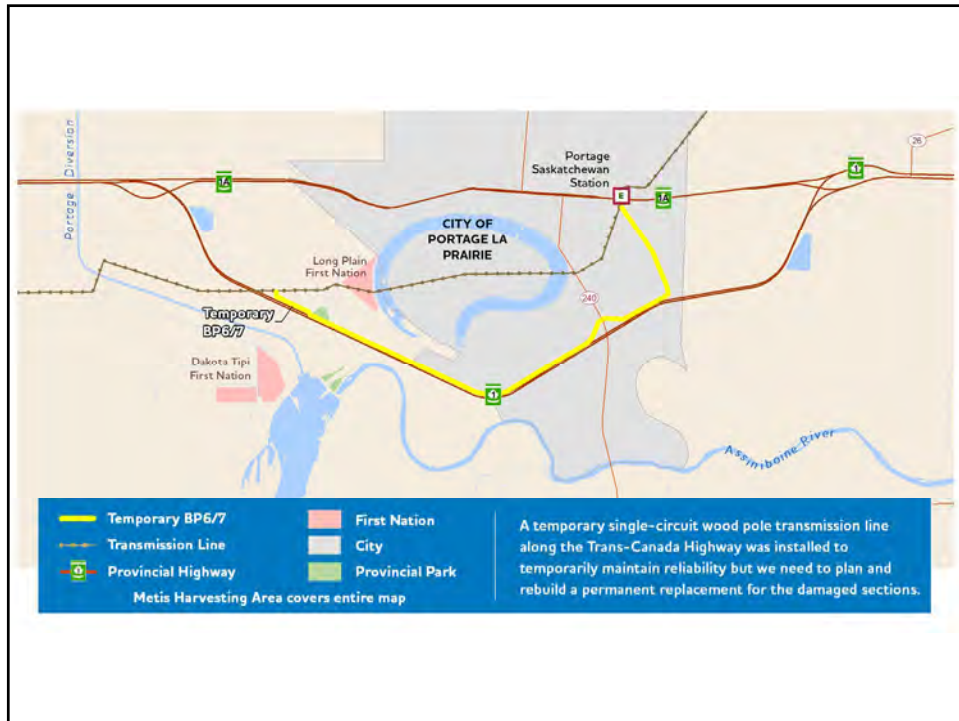 Portage Diversion
1A
Portage
Saskatchewan
Station
E
1A
1
26
CITY OF
PORTAGE LA
PRAIRIE
Long Plain
First Nation
240
Temporary
BP6/7
Dakota Tipi
First Nation
1
Assiniboine River
Temporary BP6/7
Transmission Line
1
Provincial Highway
First Nation
City
Provincial Park
Metis Harvesting Area covers entire map
A temporary single-circuit wood pole transmission line
along the Trans-Canada Highway was installed to
temporarily maintain reliability but we need to plan and
rebuild a permanent replacement for the damaged sections.